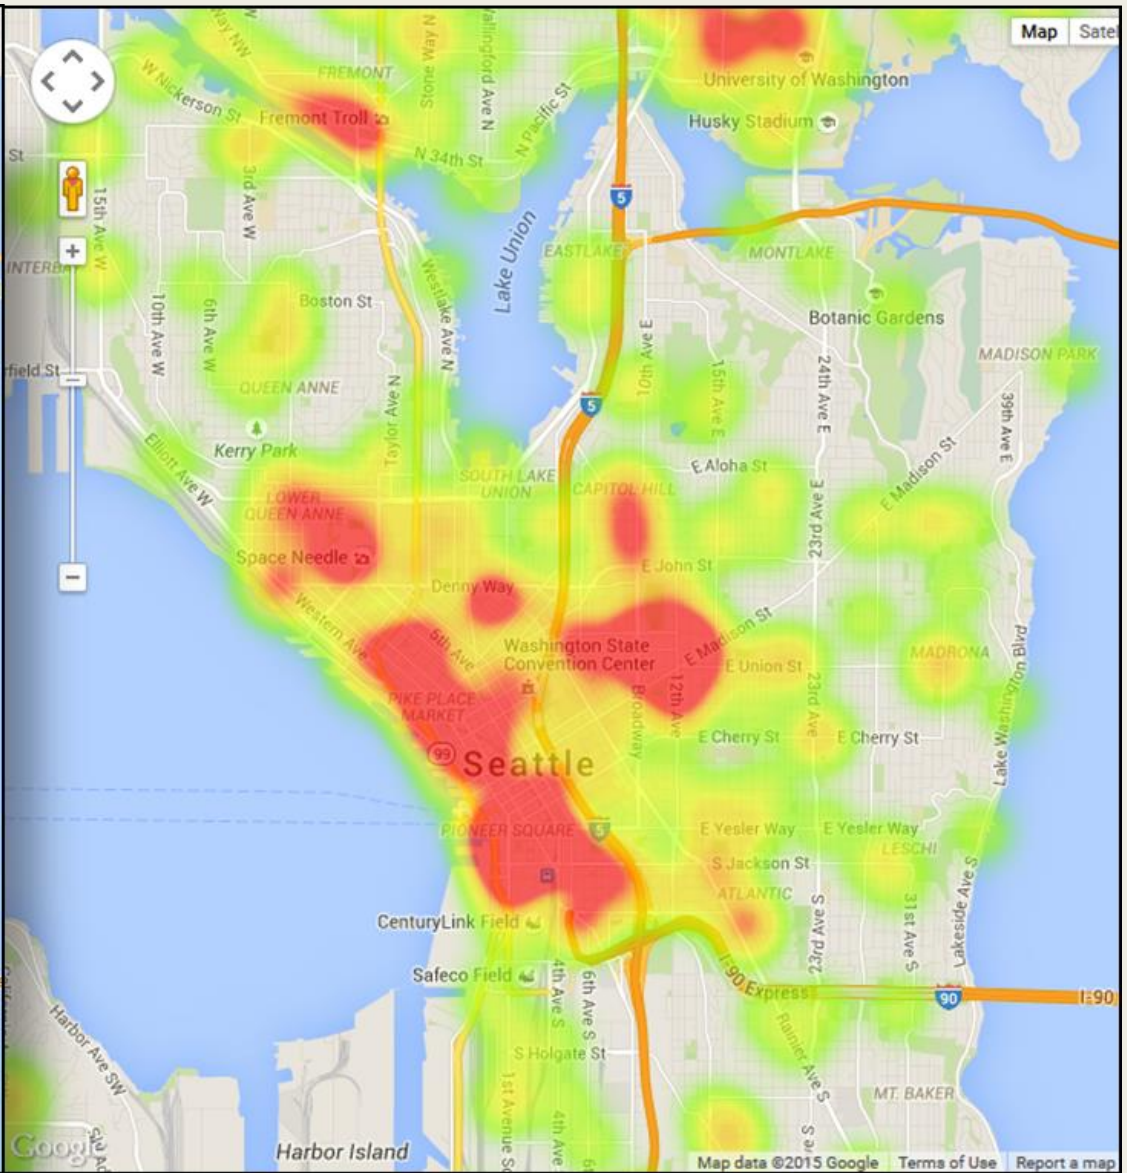 Map
Satel
Way NW
Stone Way N
Wallingford Ave N
FREMONT
W Nickerson St
Fremont Troll
N Pacific St
University of Washington
Husky Stadium
St
N 34th St
3rd Ave W
15th Ave W
5
Lake Union
EASTLAKE
MONTLAKE
INTERBA
Westlake Ave N
10th Ave W
6th Ave W
Boston St
Botanic Gardens
10th Ave E
MADISON PARK
rfield St
15th Ave E
24th Ave E
QUEEN ANNE
39th Ave E
5
Taylor Ave N
Kerry Park
Elliott Ave W
E Aloha St
E Madison St
SOUTH LAKE
UNION
CAPITOL HILL
LOWER
QUEEN ANNE
23rd Ave E
Space Needle
E John St
Denny Way
Western Ave
5th Ave
Washington State
Convention Center
E Madison St
E Union St
MADRONA
Lake Washington Blvd
PIKE PLACE
MARKET
Broadway
12th Ave
23rd Ave
E Cherry St
E Cherry St
99
Seattle
PIONEER SQUARE
5
E Yesler Way
E Yesler Way
LESCHI
S Jackson St
ATLANTIC
CenturyLink Field
23rd Ave S
31st Ave S
Lakeside Ave S
Safeco Field
4th Ave S
6th Ave S
I-90 Express
90
I-90
Harbor Ave SW
Rainier Ave S
S Holgate St
1st Avenue So
4th Ave
MT. BAKER
Google
Harbor Island
Map data ©2015 Google
Terms of Use
Report a map